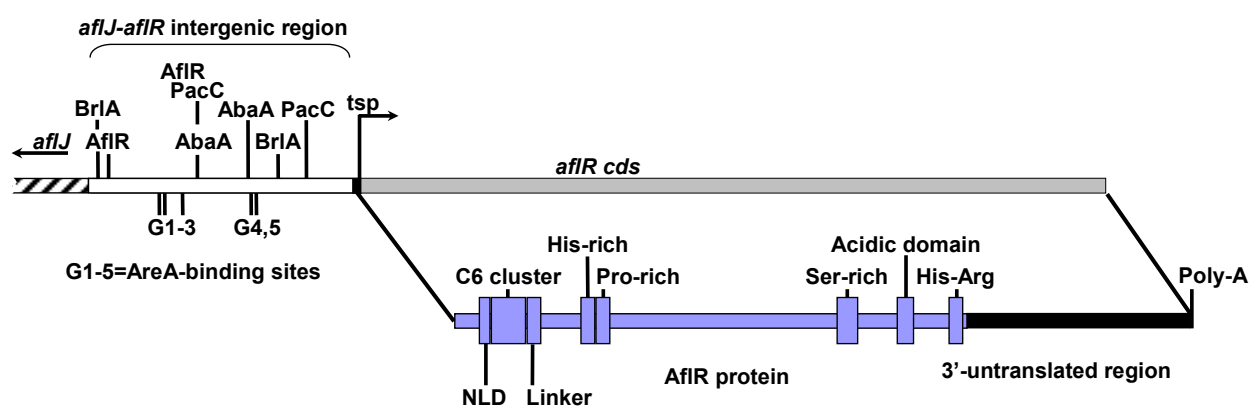 aflJ-aflR intergenic region
AflR
PacC
BrlA
AbaA PacC
tsp
aflJ
AflR
AbaA
BrlA
aflR cds
G1-3
G4,5
G1-5=AreA-binding sites
His-rich
Acidic domain
C6 cluster
Pro-rich
Ser-rich
His-Arg
Poly-A
NLD
Linker
AflR protein
3’-untranslated region